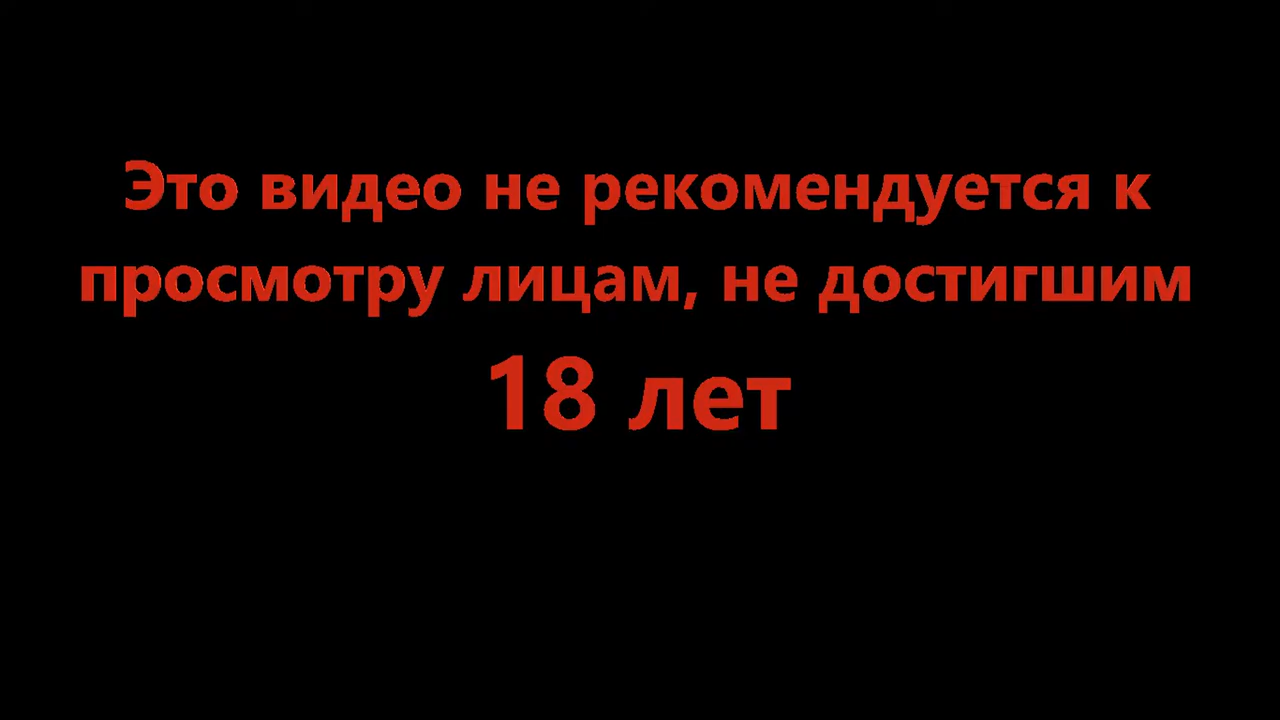 Это видео не рекомендуется к
просмотру лицам, не достигшим
18 лет